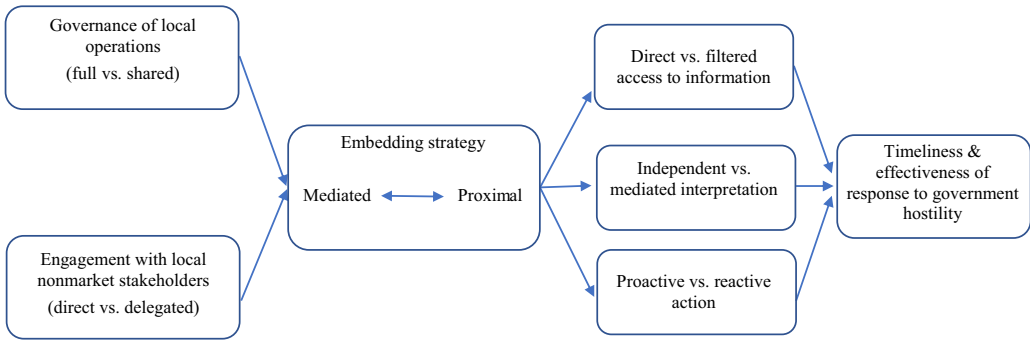 Governance of local
operations
(full vs. shared)
Engagement with local
nonmarket stakeholders
(direct vs. delegated)
Embedding strategy
Mediated
Proximal
Direct vs. filtered
access to information
Independent vs.
mediated interpretation
Proactive vs. reactive
action
Timeliness &
effectiveness of
response to government
hostility